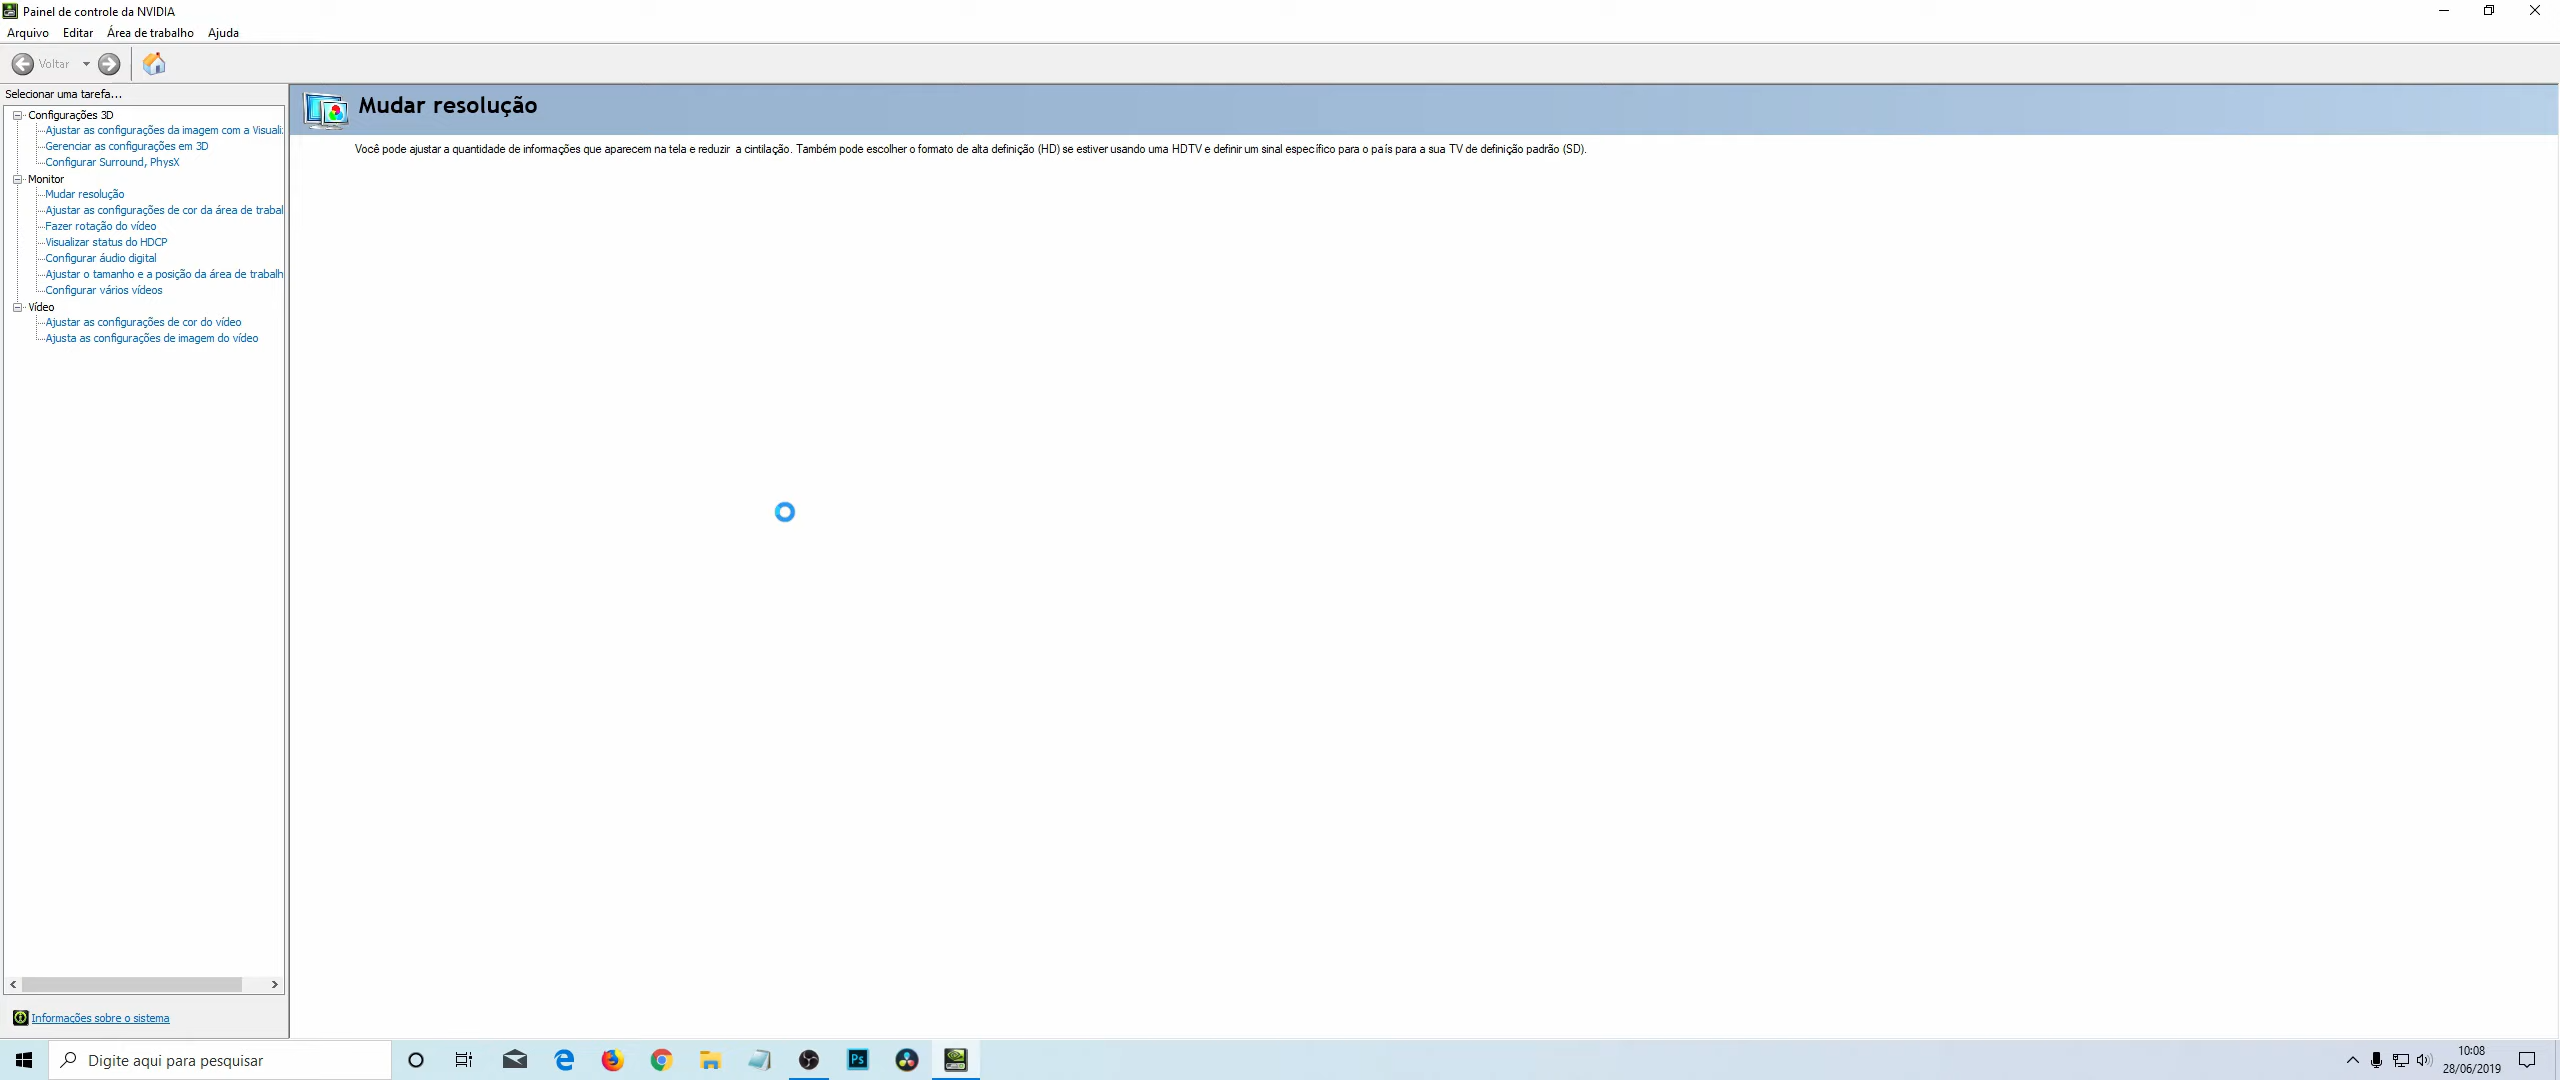 Painel de controle da NVIDIA
Arquivo Editar Área de trabalho Ajuda
Voltar
Selecionar uma tarefa...
Configurações 3D
Ajustar as configurações da imagem com a Visuali
Gerenciar as configurações em 3D
Configurar Surround, PhysX
Monitor
Mudar resolução
Ajustar as configurações de cor da área de trabal
Fazer rotação do vídeo
Visualizar status do HDCP
Configurar áudio digital
Ajustar o tamanho e a posição da área de trabalh
Configurar vários vídeos
Vídeo
Ajustar as configurações de cor do vídeo
Ajusta as configurações de imagem do vídeo
Informações sobre o sistema
Mudar resolução
Você pode ajustar a quantidade de informações que aparecem na tela e reduzir a cintilação. Também pode escolher o formato de alta definição (HD) se estiver usando uma HDTV e definir um sinal específico para o país para a sua TV de definição padrão (SD).
Digite aqui para pesquisar
Ps
10:08
28/06/2019